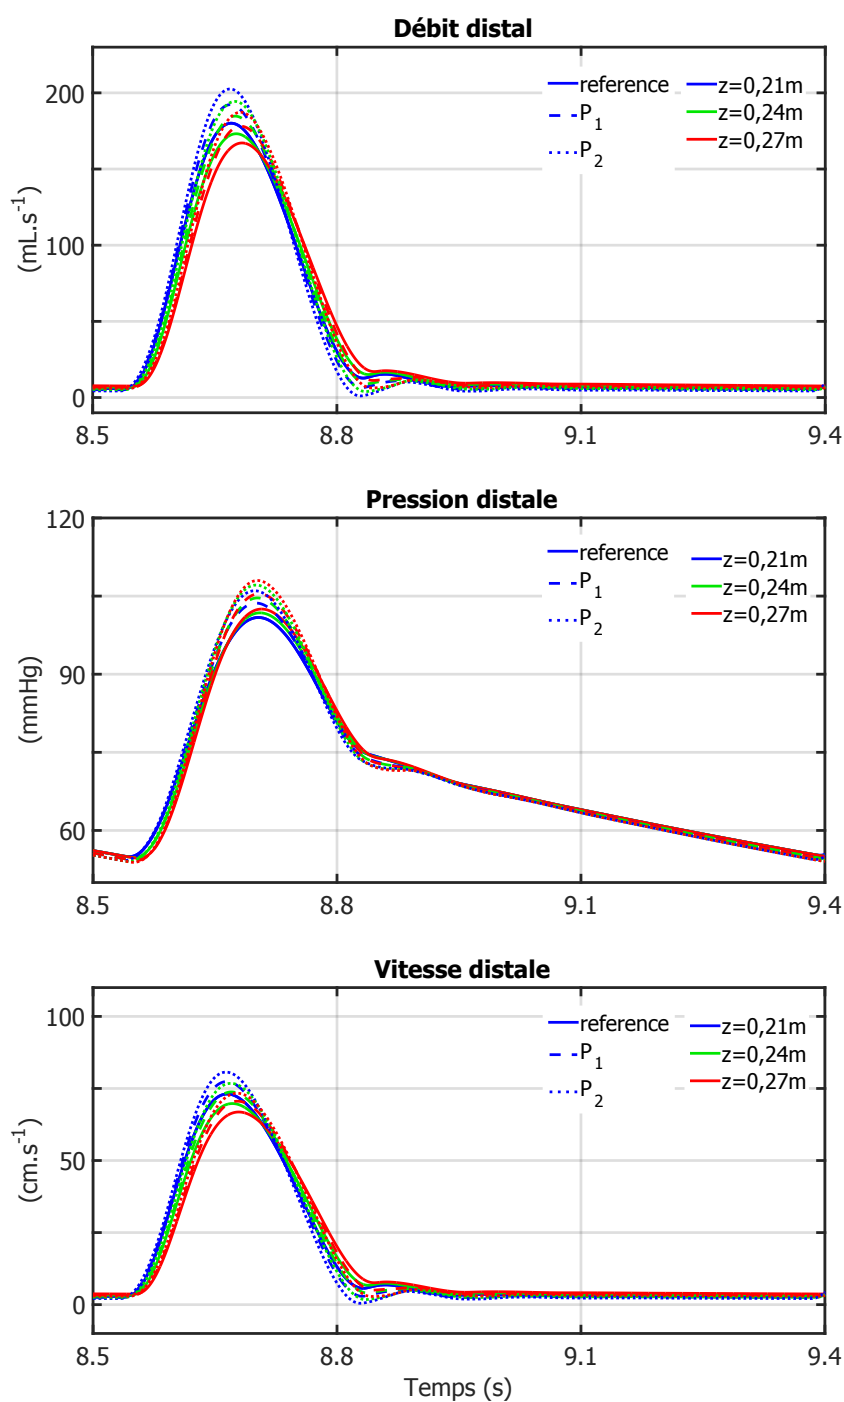 Débit distal
200
100
0
(mL.s⁻¹)
reference
P₁
P₂
z=0,21m
z=0,24m
z=0,27m
8.5 8.8 9.1 9.4
Pression distale
120
90
60
(mmHg)
reference
P₁
P₂
z=0,21m
z=0,24m
z=0,27m
8.5 8.8 9.1 9.4
Vitesse distale
100
50
0
(cm.s⁻¹)
reference
P₁
P₂
z=0,21m
z=0,24m
z=0,27m
8.5 8.8 9.1 9.4
Temps (s)